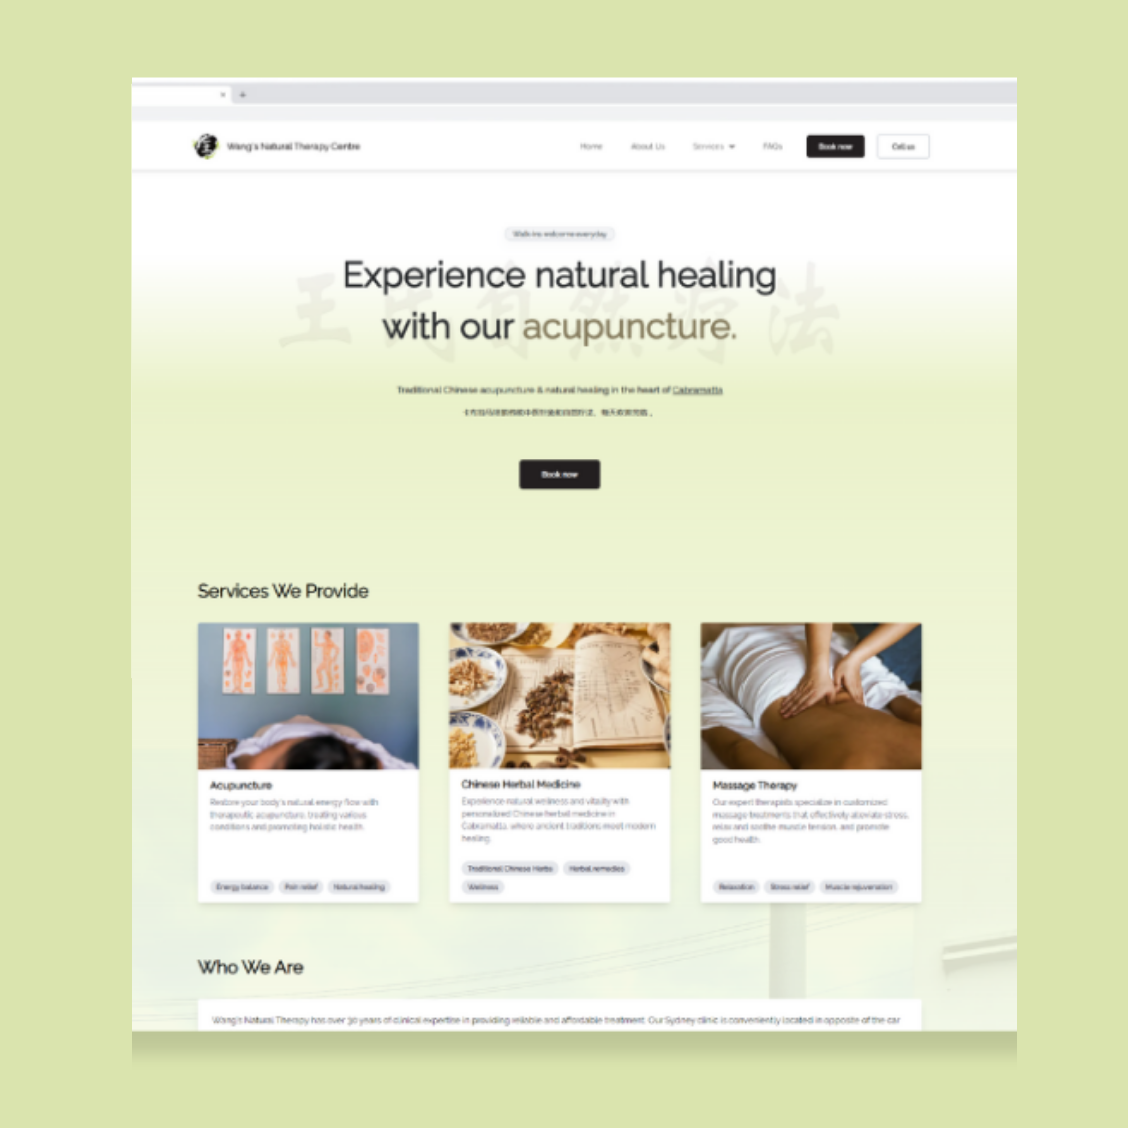 Wang's Natural Therapy Centre
Home
About Us
Services
FAQs
Book now
Call us
Walk-ins welcome everyday
王氏自然疗法
Experience natural healing
with our acupuncture.
Traditional Chinese acupuncture & natural healing in the heart of Cabramatta
Book now
Services We Provide
Acupuncture
Restore your body's natural energy flow with
therapeutic acupuncture, treating various
conditions and promoting holistic health.
Energy balance
Pain relief
Natural healing
Chinese Herbal Medicine
Experience natural wellness and vitality with
personalized Chinese herbal medicine in
Cabramatta, where ancient traditions meet modern
healing.
Traditional Chinese Herbs
Herbal remedies
Wellness
Massage Therapy
Our expert therapists specialize in customized
massage treatments that effectively alleviate stress,
relax and soothe muscle tension, and promote
good health.
Relaxation
Stress relief
Muscle rejuvenation
Who We Are
Wang's Natural Therapy has over 30 years of clinical expertise in providing reliable and affordable treatment. Our Sydney clinic is conveniently located in opposite of the car